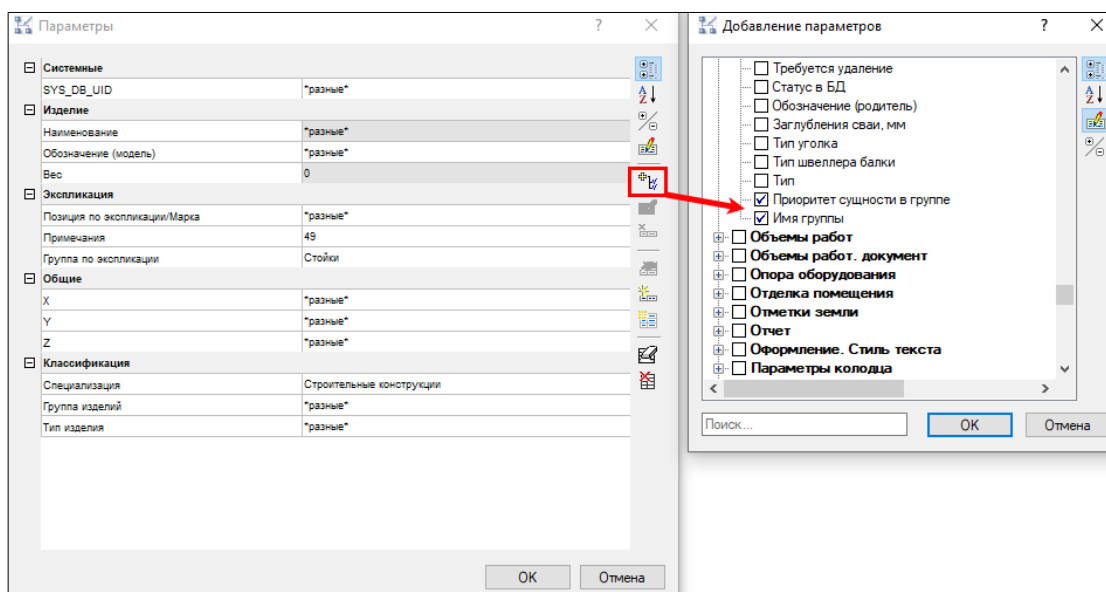 Параметры
?
Системные
SYS_DB_UID *разные*
Изделие
Наименование *разные*
Обозначение (модель) *разные*
Вес 0
Экспликация
Позиция по экспликации/Марка *разные*
Примечания 49
Группа по экспликации Стойки
Общие
X *разные*
Y *разные*
Z *разные*
Классификация
Специализация Строительные конструкции
Группа изделий *разные*
Тип изделия *разные*
OK Отмена
Добавление параметров
?
Требуется удаление
Статус в БД
Обозначение (родитель)
Заглубления сваи, мм
Тип уголка
Тип швеллера балки
Тип
Приоритет сущности в группе
Имя группы
Объемы работ
Объемы работ. документ
Опора оборудования
Отделка помещения
Отметки земли
Отчет
Оформление. Стиль текста
Параметры колодца
Поиск...
OK Отмена